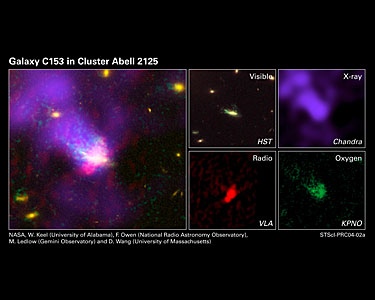 Galaxy C153 in Cluster Abell 2125
Visible
HST
X-ray
Chandra
Radio
VLA
Oxygen
KPNO
NASA, W. Keel (University of Alabama), F. Owen (National Radio Astronomy Observatory),
M. Ledlow (Gemini Observatory) and D. Wang (University of Massachusetts)
STScI-PRC04-02a